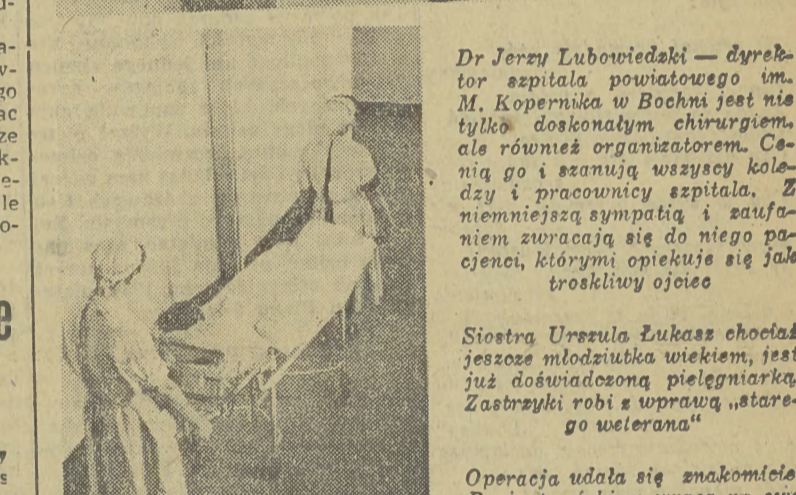 Dr Jerzy Lubowiedzki — dyrek-
tor szpitala powiatowego im.
M. Kopernika w Bochni jest nie
tylko doskonałym chirurgiem,
ale również organizatorem. Ce-
nią go i szanują wszyscy kole-
dzy i pracownicy szpitala. Z
niemniejszą sympatią i zaufa-
niem zwracają się do niego pa-
cjenci, którymi opiekuje się jak
troskliwy ojciec
Siostra Urszula Łukasz chociaż
jeszcze młodziutka wiekiem, jest
już doświadczoną pielęgniarką
Zastrzyki robi z wprawą „stare-
go weterana“
Operacja udała się znakomicie